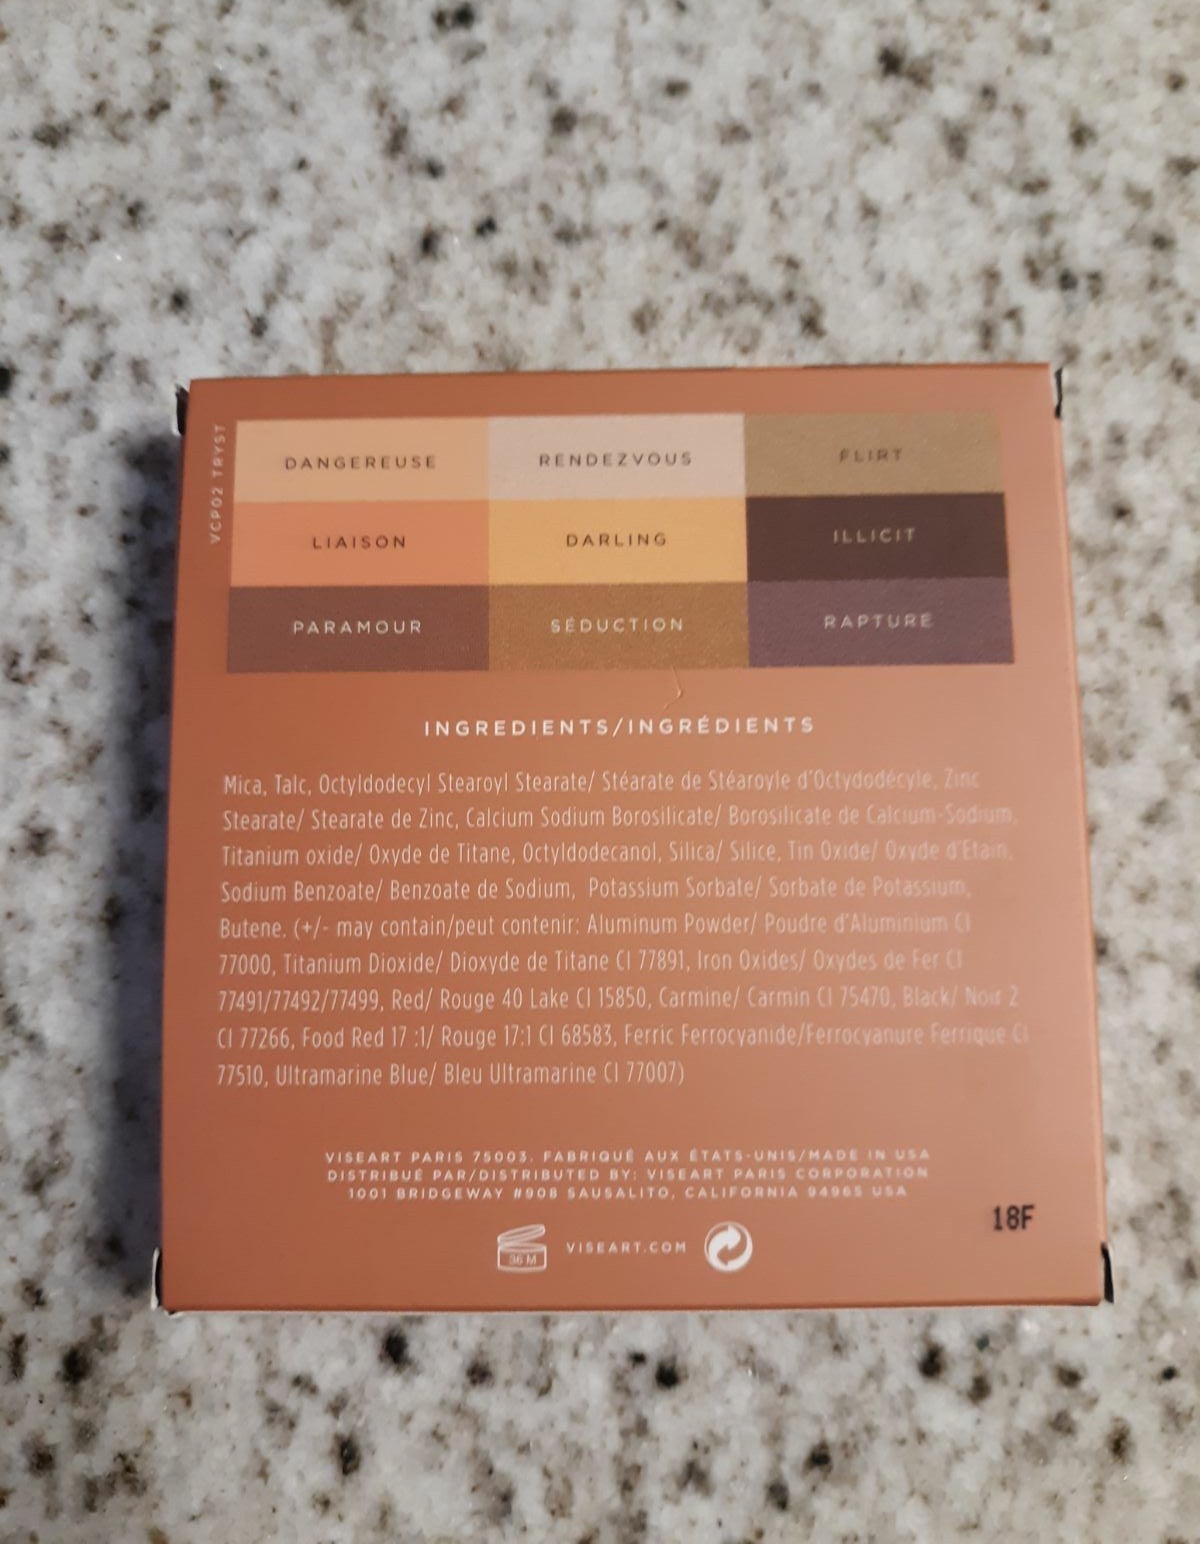 VCP02 TRYST
DANGEREUSE RENDEZVOUS FLIRT
LIAISON DARLING ILLICIT
PARAMOUR SÉDUCTION RAPTURE
INGREDIENTS/INGRÉDIENTS
Mica, Talc, Octyldodecyl Stearoyl Stearate/ Stéarate de Stéaroyle d'Octydodécyle, Zinc
Stearate/ Stearate de Zinc, Calcium Sodium Borosilicate/ Borosilicate de Calcium-Sodium,
Titanium oxide/ Oxyde de Titane, Octyldodecanol, Silica/ Silice, Tin Oxide/ Oxyde d'Etain,
Sodium Benzoate/ Benzoate de Sodium, Potassium Sorbate/ Sorbate de Potassium,
Butene. (+/- may contain/peut contenir: Aluminum Powder/ Poudre d'Aluminium CI
77000, Titanium Dioxide/ Dioxyde de Titane CI 77891, Iron Oxides/ Oxydes de Fer CI
77491/77492/77499, Red/ Rouge 40 Lake CI 15850, Carmine/ Carmin CI 75470, Black/ Noir 2
CI 77266, Food Red 17 :1/ Rouge 17:1 CI 68583, Ferric Ferrocyanide/Ferrocyanure Ferrique CI
77510, Ultramarine Blue/ Bleu Ultramarine CI 77007)
VISEART PARIS 75003. FABRIQUÉ AUX ÉTATS-UNIS/MADE IN USA
DISTRIBUÉ PAR/DISTRIBUTED BY: VISEART PARIS CORPORATION
1001 BRIDGEWAY #908 SAUSALITO, CALIFORNIA 94965 USA
18F
36 M VISEART.COM